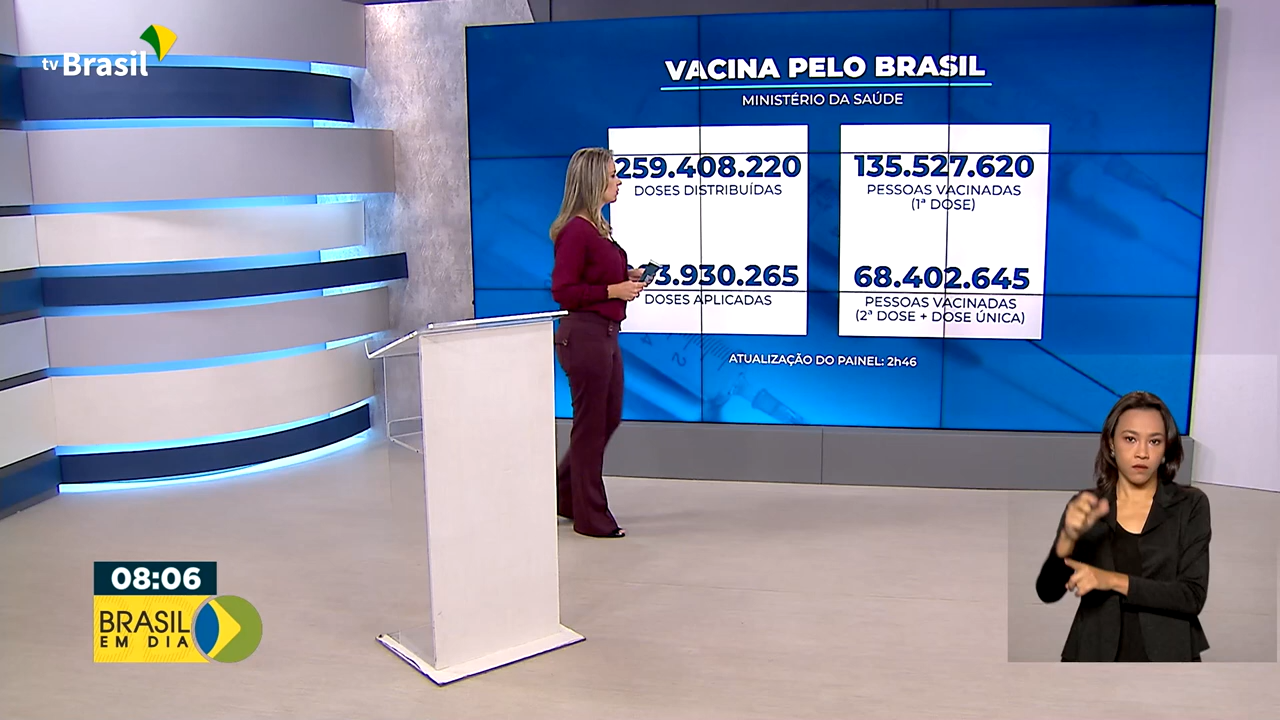 tv Brasil
VACINA PELO BRASIL
MINISTÉRIO DA SAÚDE
259.408.220
DOSES DISTRIBUÍDAS
135.527.620
PESSOAS VACINADAS
(1ª DOSE)
DOSES APLICADAS
68.402.645
PESSOAS VACINADAS
(2ª DOSE + DOSE ÚNICA)
ATUALIZAÇÃO DO PAINEL: 2h46
08:06
BRASIL
EM DIA